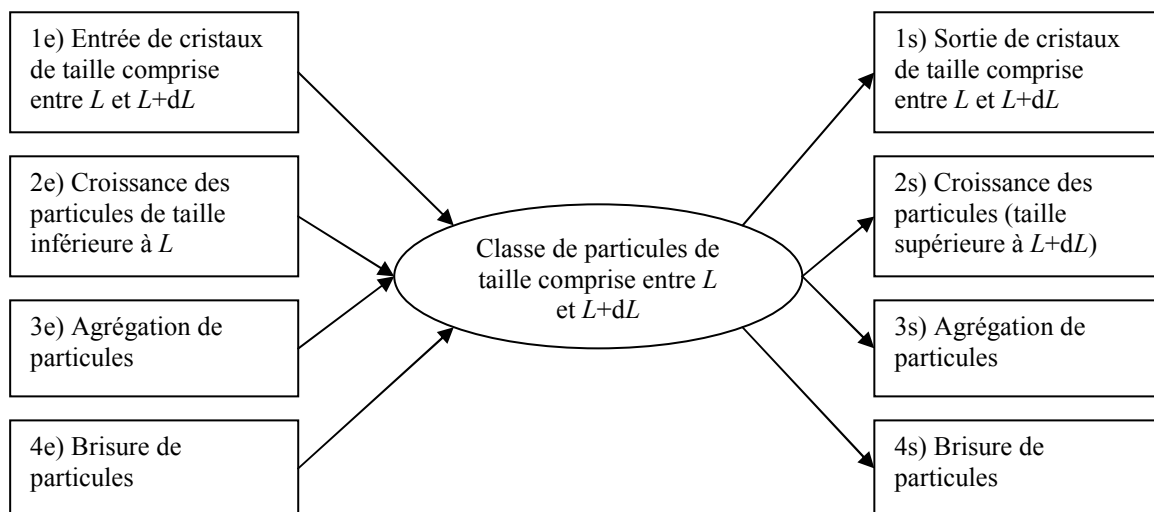 1e) Entrée de cristaux
de taille comprise
entre L et L+dL
2e) Croissance des
particules de taille
inférieure à L
3e) Agrégation de
particules
4e) Brisure de
particules
Classe de particules de
taille comprise entre L
et L+dL
1s) Sortie de cristaux
de taille comprise
entre L et L+dL
2s) Croissance des
particules (taille
supérieure à L+dL)
3s) Agrégation de
particules
4s) Brisure de
particules